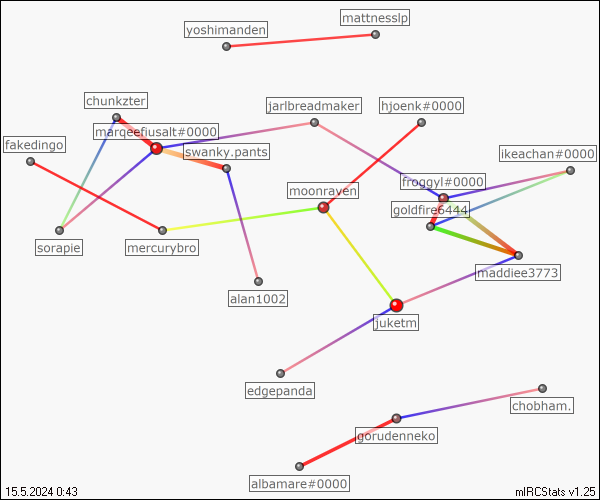 mattnesslp
yoshimanden
chunkzter
jarlbreadmaker
hjoenk#0000
marqeefiusalt#0000
fakedingo
swanky.pants
ikeachan#0000
froggyl#0000
moonraven
goldfire6444
sorapie
mercurybro
maddiee3773
alan1002
juketm
edgepanda
chobham.
gorudenneko
albamare#0000
15.5.2024 0:43
mIRCStats v1.25